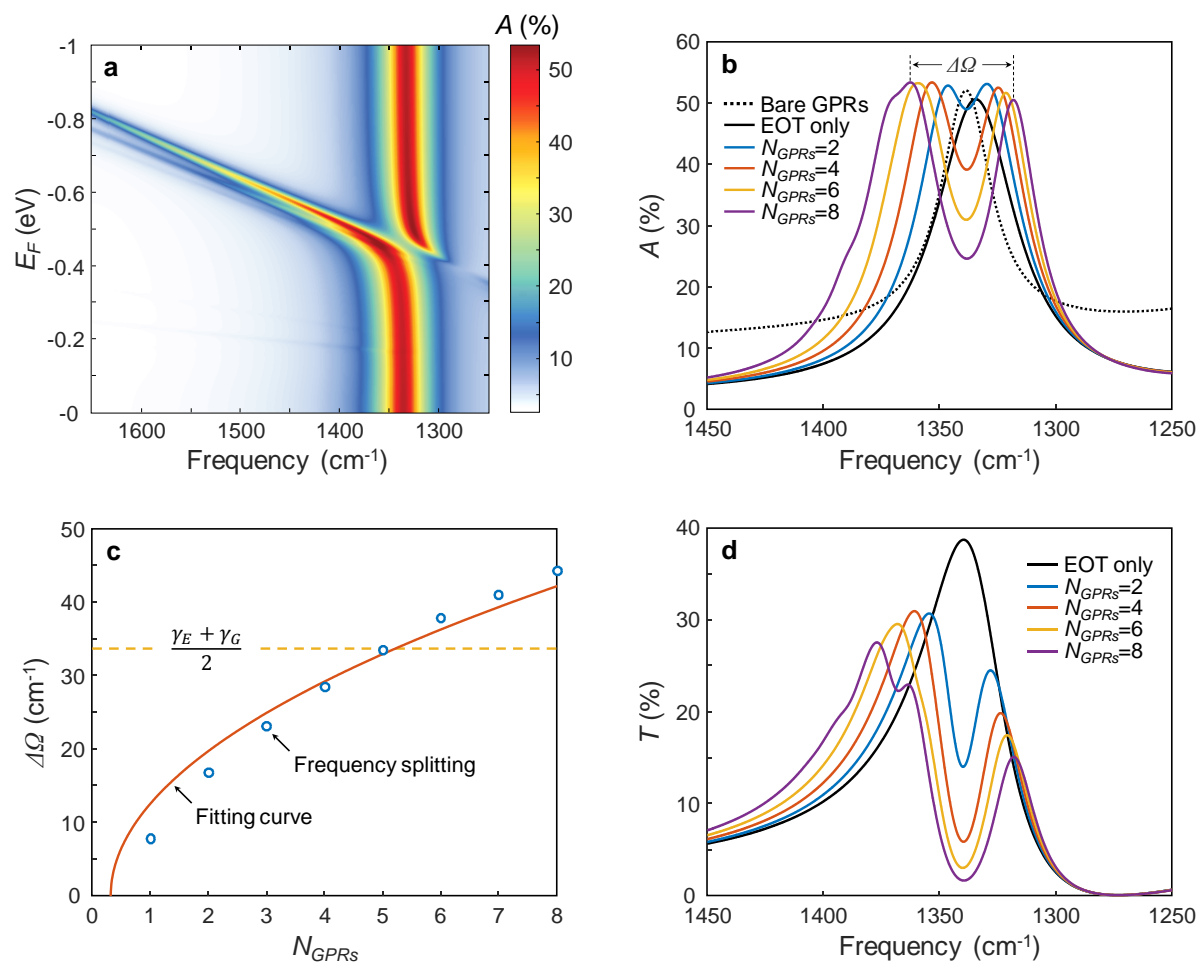 a
A (%)
-1
-0.8
-0.6
-0.4
-0.2
-0
E_F (eV)
1600
1500
1400
1300
Frequency (cm⁻¹)
50
40
30
20
10
b
ΔΩ
Bare GPRs
EOT only
N_GPRs=2
N_GPRs=4
N_GPRs=6
N_GPRs=8
60
50
40
30
20
10
0
A (%)
1450
1400
1350
1300
1250
Frequency (cm⁻¹)
c
50
40
30
20
10
0
ΔΩ (cm⁻¹)
γ_E + γ_G
2
Frequency splitting
Fitting curve
0
1
2
3
4
5
6
7
8
N_GPRs
d
EOT only
N_GPRs=2
N_GPRs=4
N_GPRs=6
N_GPRs=8
40
30
20
10
0
T (%)
1450
1400
1350
1300
1250
Frequency (cm⁻¹)